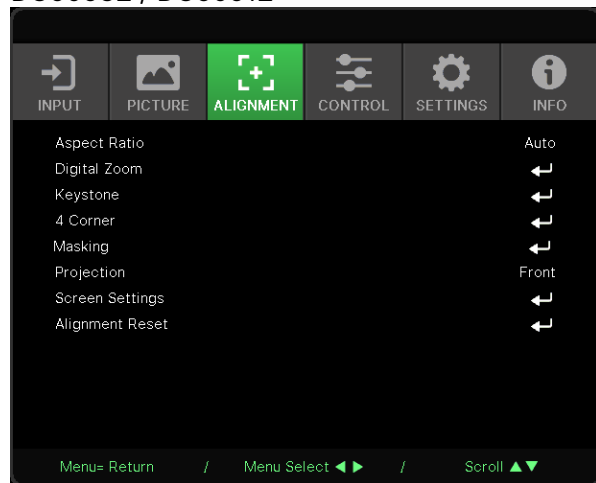 INPUT PICTURE ALIGNMENT CONTROL SETTINGS INFO
Aspect Ratio Auto
Digital Zoom
Keystone
4 Corner
Masking
Projection Front
Screen Settings
Alignment Reset
Menu= Return / Menu Select ◀ ▶ / Scroll ▲▼